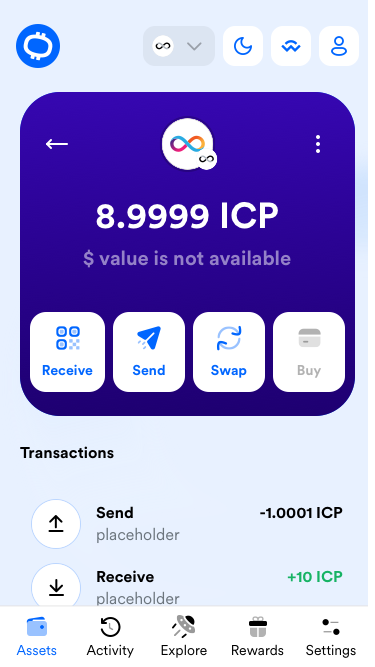 8.9999 ICP
$ value is not available
Receive
Send
Swap
Buy
Transactions
Send
-1.0001 ICP
placeholder
Receive
+10 ICP
placeholder
Assets
Activity
Explore
Rewards
Settings